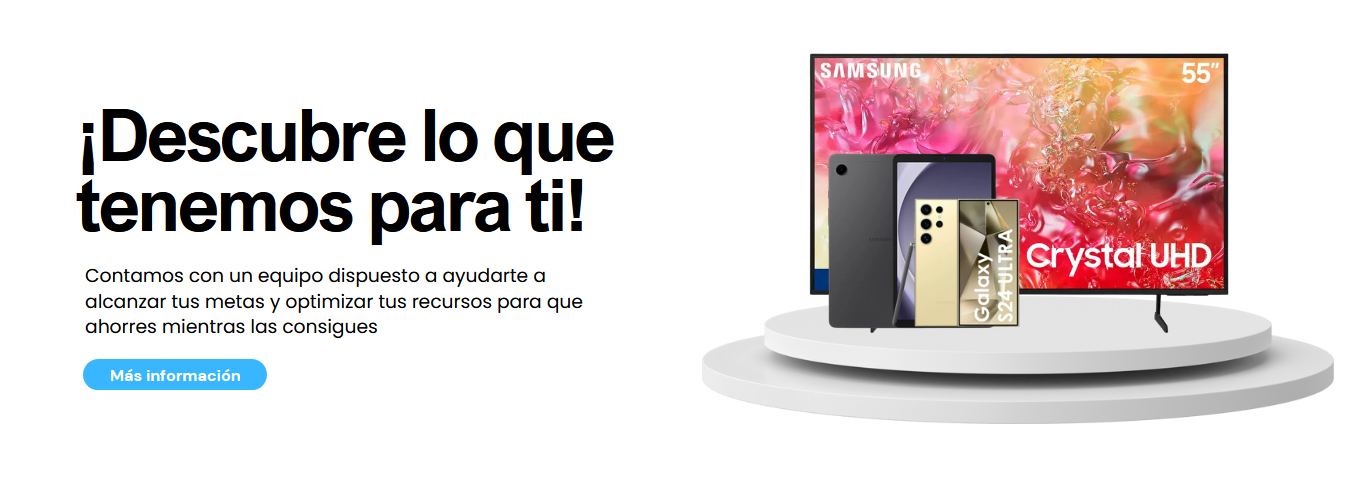 ¡Descubre lo que
tenemos para ti!
Contamos con un equipo dispuesto a ayudarte a
alcanzar tus metas y optimizar tus recursos para que
ahorres mientras las consigues
Más información
SAMSUNG
55”
Crystal UHD
Galaxy
S24 ULTRA